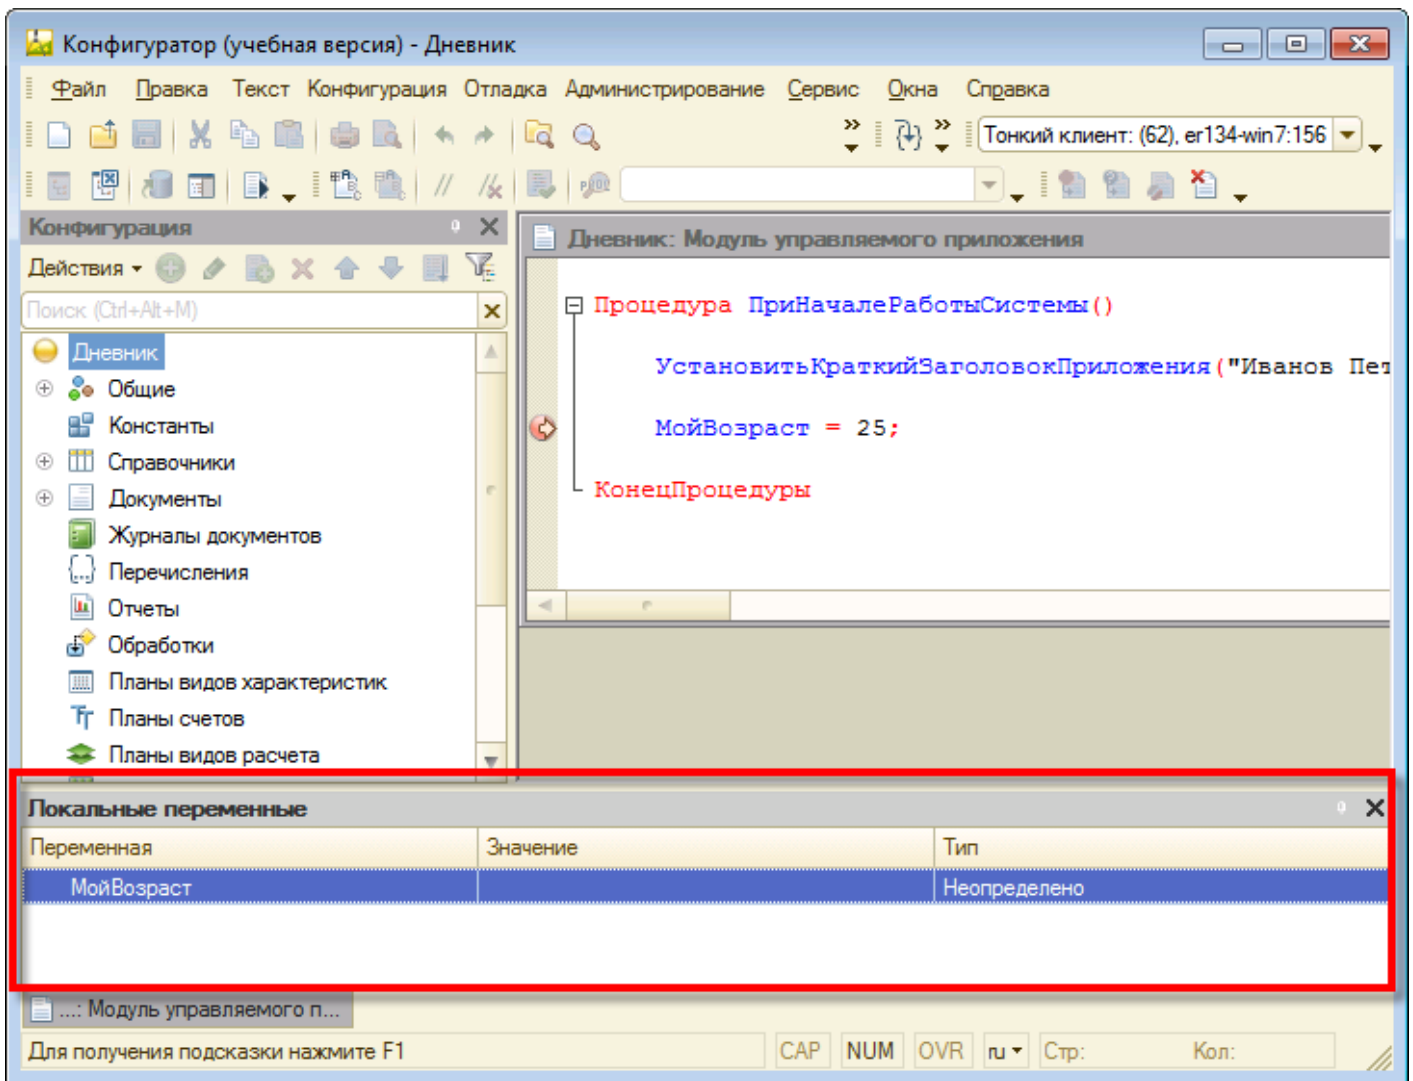 Конфигуратор (учебная версия) - Дневник
Файл Правка Текст Конфигурация Отладка Администрирование Сервис Окна Справка
Тонкий клиент: (62), er134-win7:156
Конфигурация
Действия
Поиск (Ctrl+Alt+M)
Дневник
Общие
Константы
Справочники
Документы
Журналы документов
Перечисления
Отчеты
Обработки
Планы видов характеристик
Планы счетов
Планы видов расчета
Дневник: Модуль управляемого приложения
Процедура ПриНачалеРаботыСистемы()
УстановитьКраткийЗаголовокПриложения("Иванов Пет
МойВозраст = 25;
КонецПроцедуры
Локальные переменные
Переменная Значение Тип
МойВозраст Неопределено
...: Модуль управляемого п...
Для получения подсказки нажмите F1 CAP NUM OVR ru Стр: Кол: